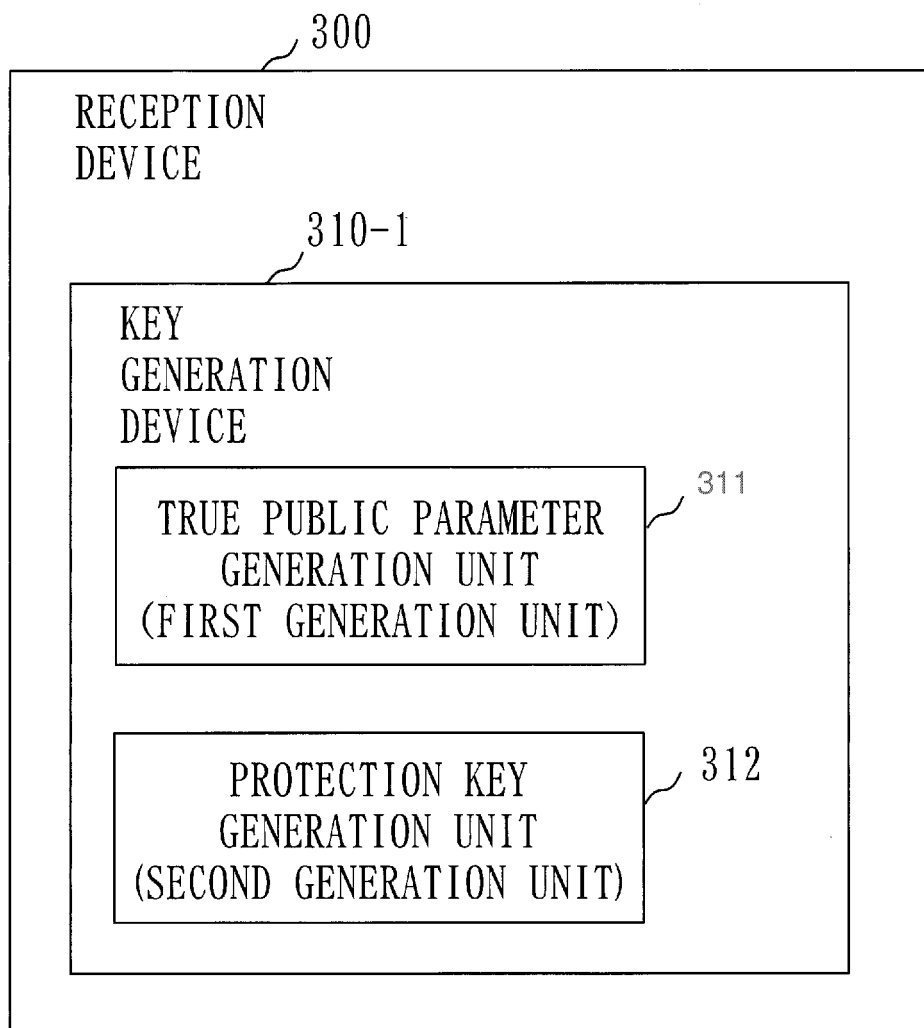 300
RECEPTION
DEVICE
310-1
KEY
GENERATION
DEVICE
311
TRUE PUBLIC PARAMETER
GENERATION UNIT
(FIRST GENERATION UNIT)
312
PROTECTION KEY
GENERATION UNIT
(SECOND GENERATION UNIT)